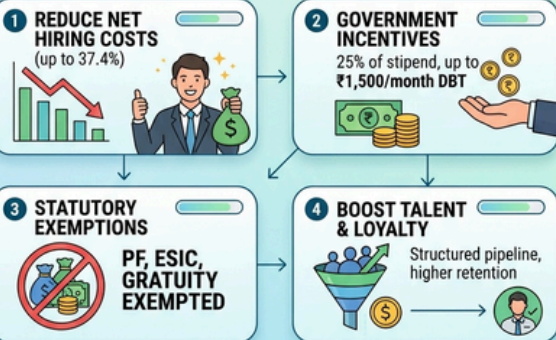 1 REDUCE NET
HIRING COSTS
(up to 37.4%)
$
2 GOVERNMENT
INCENTIVES
25% of stipend, up to
₹1,500/month DBT
₹
₹
₹
₹
3 STATUTORY
EXEMPTIONS
PF, ESIC,
GRATUITY
EXEMPTED
4 BOOST TALENT
& LOYALTY
Structured pipeline,
higher retention
$